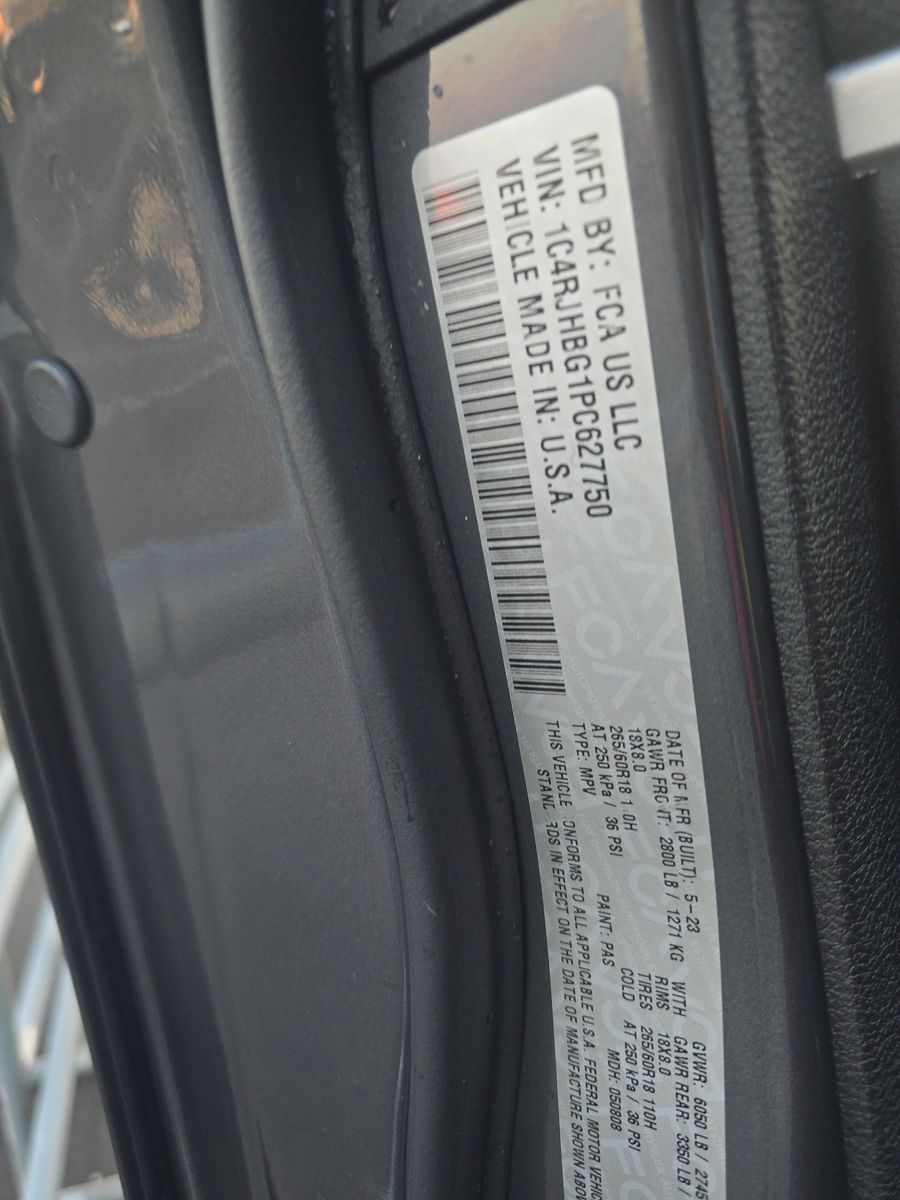 MFD BY: FCA US LLC
VIN: 1C4RJHBG1PC627750
VEHICLE MADE IN: U.S.A.
DATE OF MFR (BUILT): 5-23 GVWR: 6050 LB / 2745
GAWR FRONT: 2800 LB / 1271 KG WITH GAWR REAR: 3350 LB /
18X8.0 RIMS 18X8.0
265/60R18 110H TIRES 265/60R18 110H
AT 250 kPa / 36 PSI COLD AT 250 kPa / 36 PSI
TYPE: MPV PAINT: PAS MDH: 050808
THIS VEHICLE CONFORMS TO ALL APPLICABLE U.S.A. FEDERAL MOTOR VEHIC
STANDARDS IN EFFECT ON THE DATE OF MANUFACTURE SHOWN ABOV
FCA